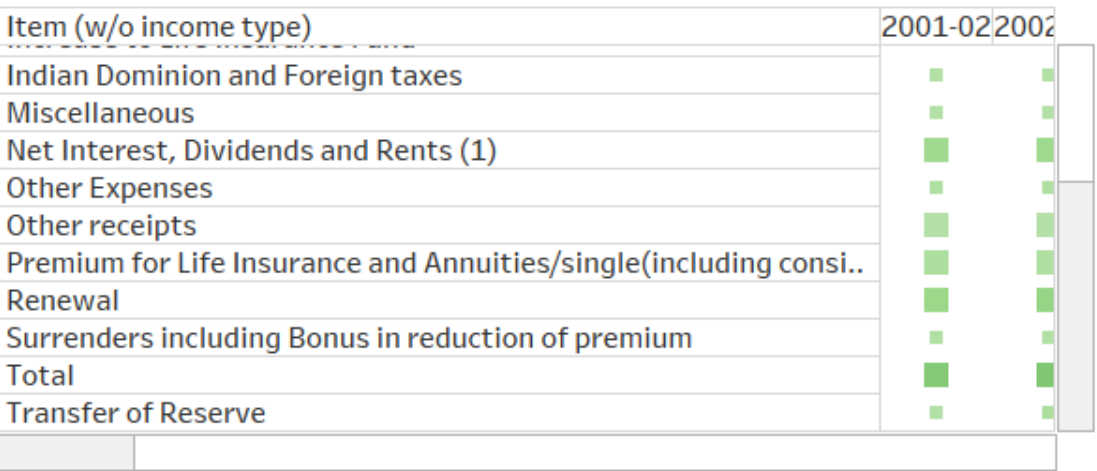 Item (w/o income type) 2001-02 2002
Indian Dominion and Foreign taxes
Miscellaneous
Net Interest, Dividends and Rents (1)
Other Expenses
Other receipts
Premium for Life Insurance and Annuities/single(including consi..
Renewal
Surrenders including Bonus in reduction of premium
Total
Transfer of Reserve